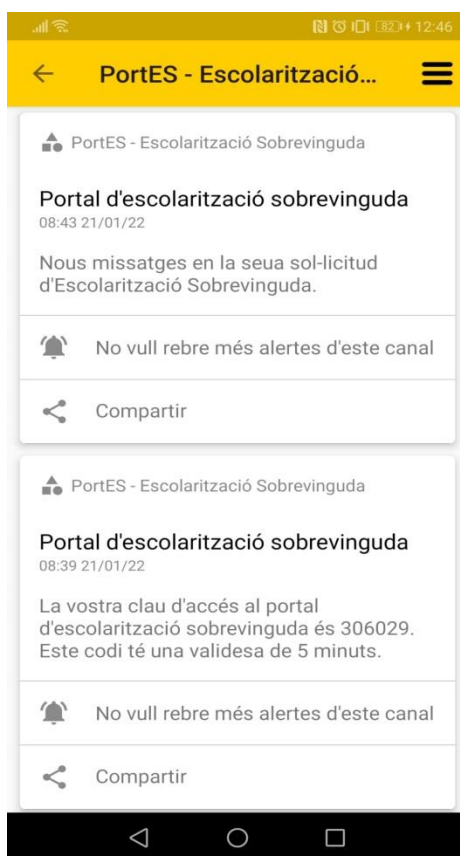 82 12:46
PortES - Escolarització...
PortES - Escolarització Sobrevinguda
Portal d'escolarització sobrevinguda
08:43 21/01/22
Nous missatges en la seua sol-licitud
d'Escolarització Sobrevinguda.
No vull rebre més alertes d'este canal
Compartir
PortES - Escolarització Sobrevinguda
Portal d'escolarització sobrevinguda
08:39 21/01/22
La vostra clau d'accés al portal
d'escolarització sobrevinguda és 306029.
Este codi té una validesa de 5 minuts.
No vull rebre més alertes d'este canal
Compartir